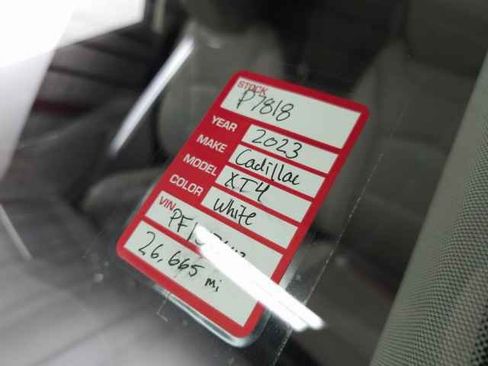 STOCK
P7818
YEAR 2023
MAKE Cadillac
MODEL XT4
COLOR White
VIN
26,665 mi